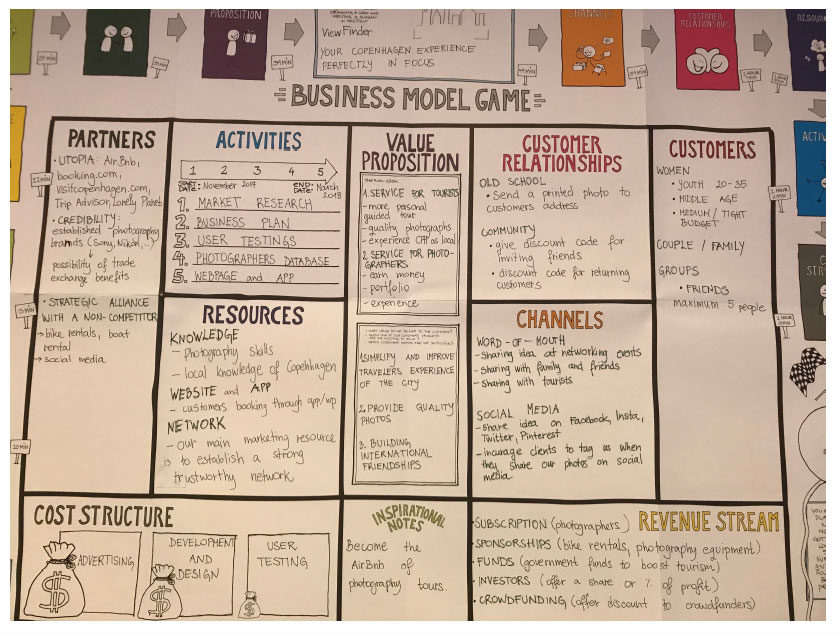 PROPOSITION
CHANNELS
CUSTOMER
RELATIONSHIPS
RESOUR
View Finder
YOUR COPENHAGEN EXPERIENCE
PERFECTLY IN FOCUS
BUSINESS MODEL GAME
PARTNERS
• UTOPIA: AirBnb,
booking.com,
visitcopenhagen.com,
Trip Advisor, Lonely Planet
• CREDIBILITY:
established photography
brands (Sony, Nikon,...)
possibility of trade
exchange benefits
• STRATEGIC ALLIANCE
WITH A NON-COMPETITOR
→ bike rentals, boat
rental
→ social media
ACTIVITIES
1 2 3 4 5
START DATE: November 2017
END DATE: March 2018
1. MARKET RESEARCH
2. BUSINESS PLAN
3. USER TESTINGS
4. PHOTOGRAPHERS DATABASE
5. WEBPAGE and APP
RESOURCES
KNOWLEDGE
- photography skills
- local knowledge of Copenhagen
WEBSITE and APP
- customers booking through app/wp
NETWORK
- Our main marketing resource
is to establish a strong
trustworthy network
VALUE
PROPOSITION
1. SERVICE FOR TOURISTS
- more personal
guided tour
- quality photographs
- experience CPH as local
2. SERVICE FOR PHOTO-
GRAPHERS
- earn money
- portfolio
- experience
1. SIMPLIFY AND IMPROVE
TRAVELERS EXPERIENCE
OF THE CITY
2. PROVIDE QUALITY
PHOTOS
3. BUILDING
INTERNATIONAL
FRIENDSHIPS
CUSTOMER
RELATIONSHIPS
OLD SCHOOL
• Send a printed photo to
customers address
COMMUNITY
• give discount code for
inviting friends
• discount code for returning
customers
CHANNELS
WORD-OF-MOUTH
- sharing idea at networking events
- sharing with family and friends
- sharing with tourists
SOCIAL MEDIA
- share idea on Facebook, Insta,
Twitter, Pinterest
- incurage clients to tag us when
they share our photos on social
media
CUSTOMERS
WOMEN
• YOUTH 20-35
• MIDDLE AGE
• MEDIUM / TIGHT
BUDGET
COUPLE / FAMILY
GROUPS
• FRIENDS
maximum 5 people
COST STRUCTURE
ADVERTISING
DEVELOPMENT
AND
DESIGN
USER
TESTING
$
$
$
INSPIRATIONAL
NOTES
Become the
AirBnb of
photography tours.
REVENUE STREAM
• SUBSCRIPTION (photographers)
• SPONSORSHIPS (bike rentals, photography equipment)
• FUNDS (government funds to boost tourism)
• INVESTORS (offer a share or % of profit)
• CROWDFUNDING (offer discount to crowdfunders)